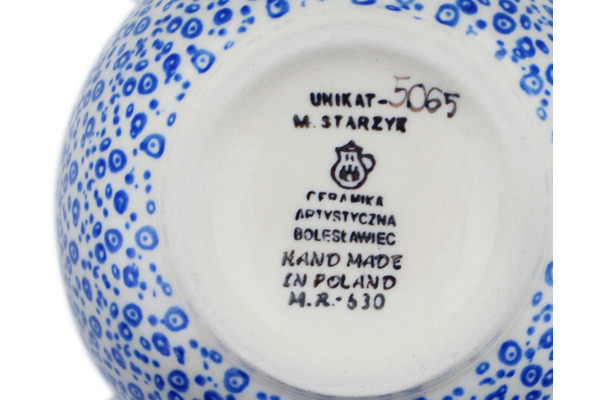 UNIKAT-5065
M. STARZYK
CERAMIKA
ARTYSTYCZNA
BOLESŁAWIEC
HAND MADE
IN POLAND
M.R.-630